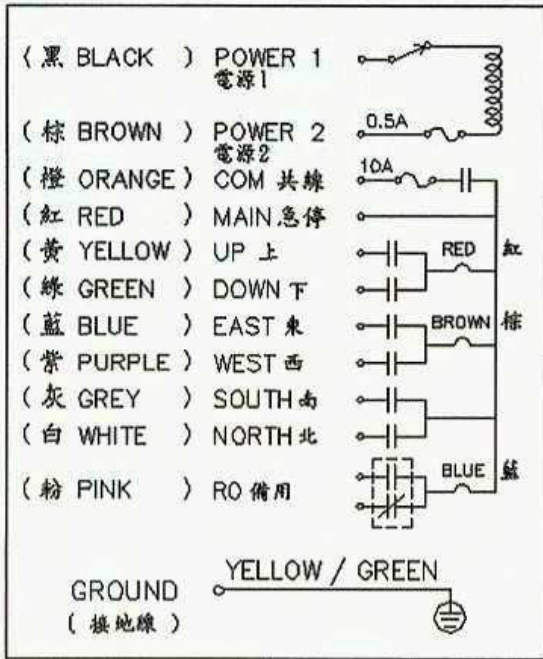 ( 黑 BLACK ) POWER 1
電源1
( 棕 BROWN ) POWER 2 0.5A
電源2
( 橙 ORANGE ) COM 共線 10A
( 紅 RED ) MAIN 急停
( 黃 YELLOW ) UP 上 RED 紅
( 綠 GREEN ) DOWN 下
( 藍 BLUE ) EAST 東 BROWN 棕
( 紫 PURPLE ) WEST 西
( 灰 GREY ) SOUTH 南
( 白 WHITE ) NORTH 北
( 粉 PINK ) RO 備用 BLUE 藍
GROUND YELLOW / GREEN
( 接地線 )